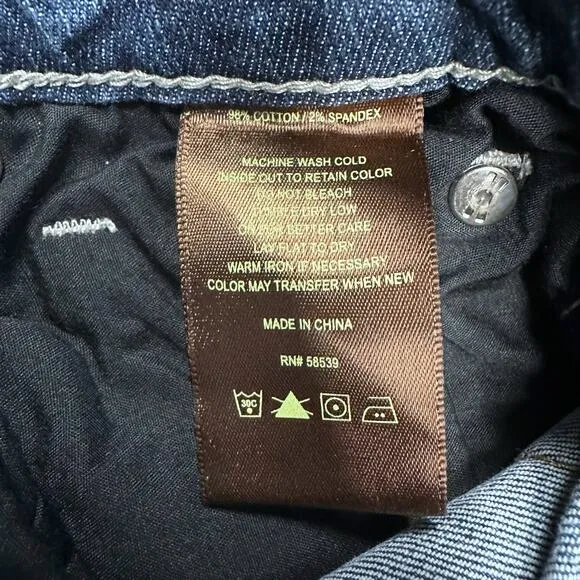 98% COTTON / 2% SPANDEX
MACHINE WASH COLD
INSIDE OUT TO RETAIN COLOR
DO NOT BLEACH
TUMBLE DRY LOW
OR FOR BETTER CARE
LAY FLAT TO DRY
WARM IRON IF NECESSARY
COLOR MAY TRANSFER WHEN NEW
MADE IN CHINA
RN# 58539
30C